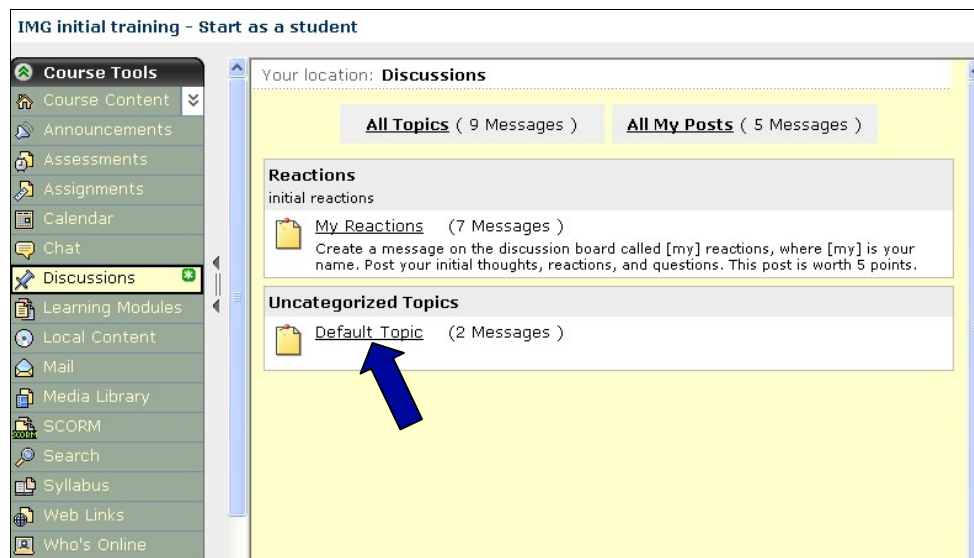 IMG initial training - Start as a student
Course Tools
Course Content
Announcements
Assessments
Assignments
Calendar
Chat
Discussions
Learning Modules
Local Content
Mail
Media Library
SCORM
SCORM
Search
Syllabus
Web Links
Who's Online
Your location: Discussions
All Topics ( 9 Messages )
All My Posts ( 5 Messages )
Reactions
initial reactions
My Reactions (7 Messages )
Create a message on the discussion board called [my] reactions, where [my] is your
name. Post your initial thoughts, reactions, and questions. This post is worth 5 points.
Uncategorized Topics
Default Topic (2 Messages )